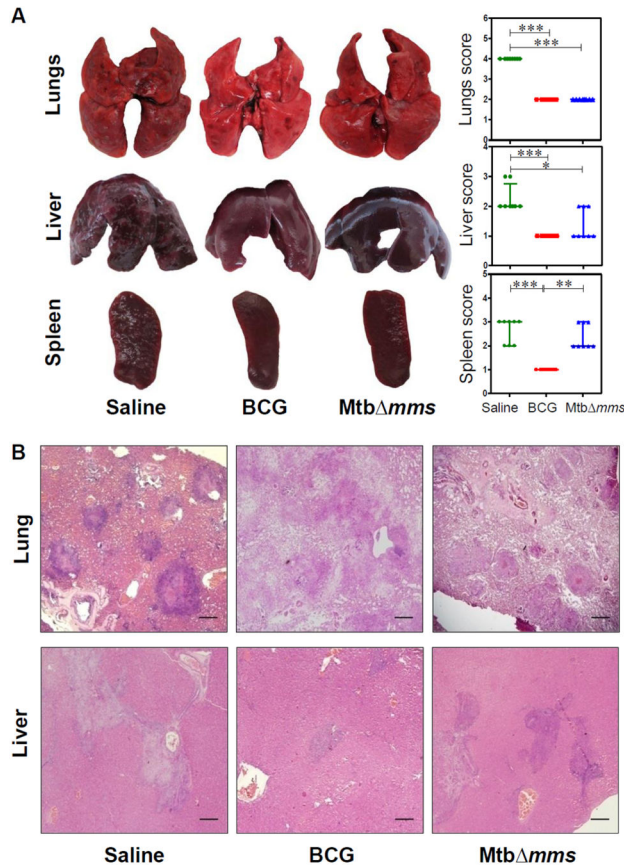 A
Lungs
Liver
Spleen
Saline
BCG
MtbΔmms
Lungs score
6
5
4
3
2
1
0
***
***
Liver score
4
3
2
1
0
***
*
Spleen score
5
4
3
2
1
0
***
**
Saline
BCG
MtbΔmms
B
Lung
Liver
Saline
BCG
MtbΔmms